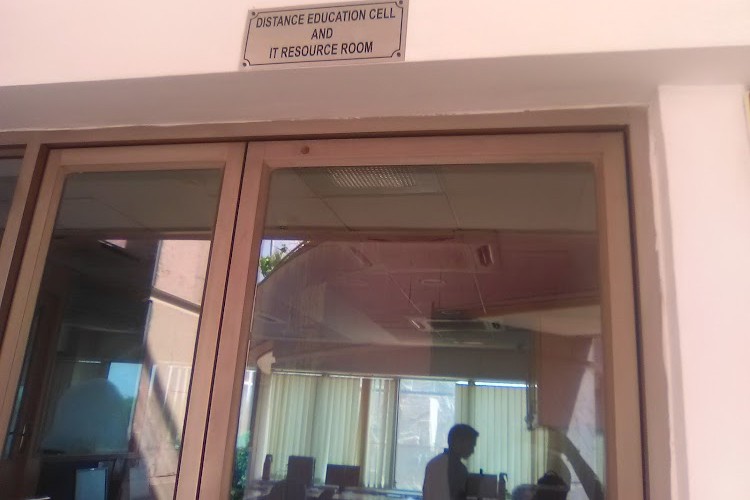 DISTANCE EDUCATION CELL
AND
IT RESOURCE ROOM